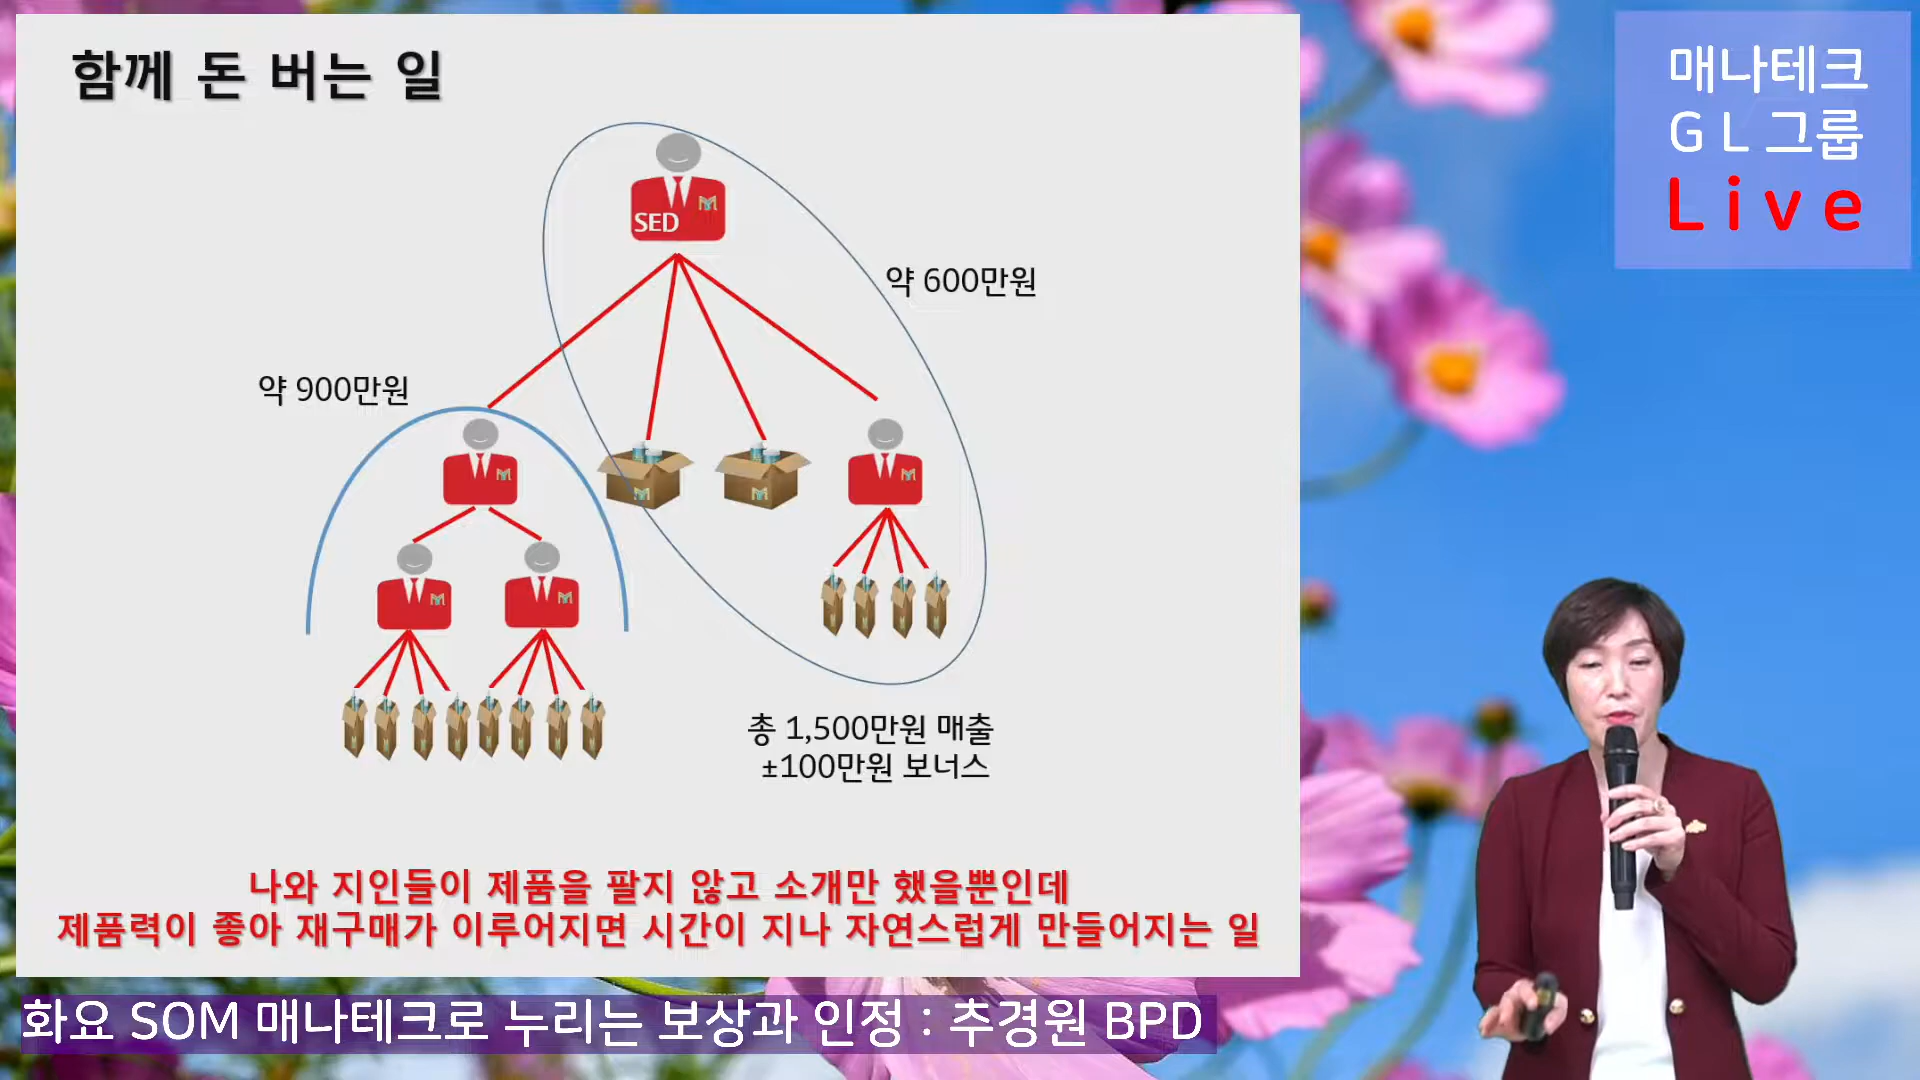 함께 돈 버는 일
매나테크
G L 그룹
Live
SED
약 600만원
약 900만원
총 1,500만원 매출
±100만원 보너스
나와 지인들이 제품을 팔지 않고 소개만 했을뿐인데
제품력이 좋아 재구매가 이루어지면 시간이 지나 자연스럽게 만들어지는 일
화요 SOM 매나테크로 누리는 보상과 인정 : 추경원 BPD